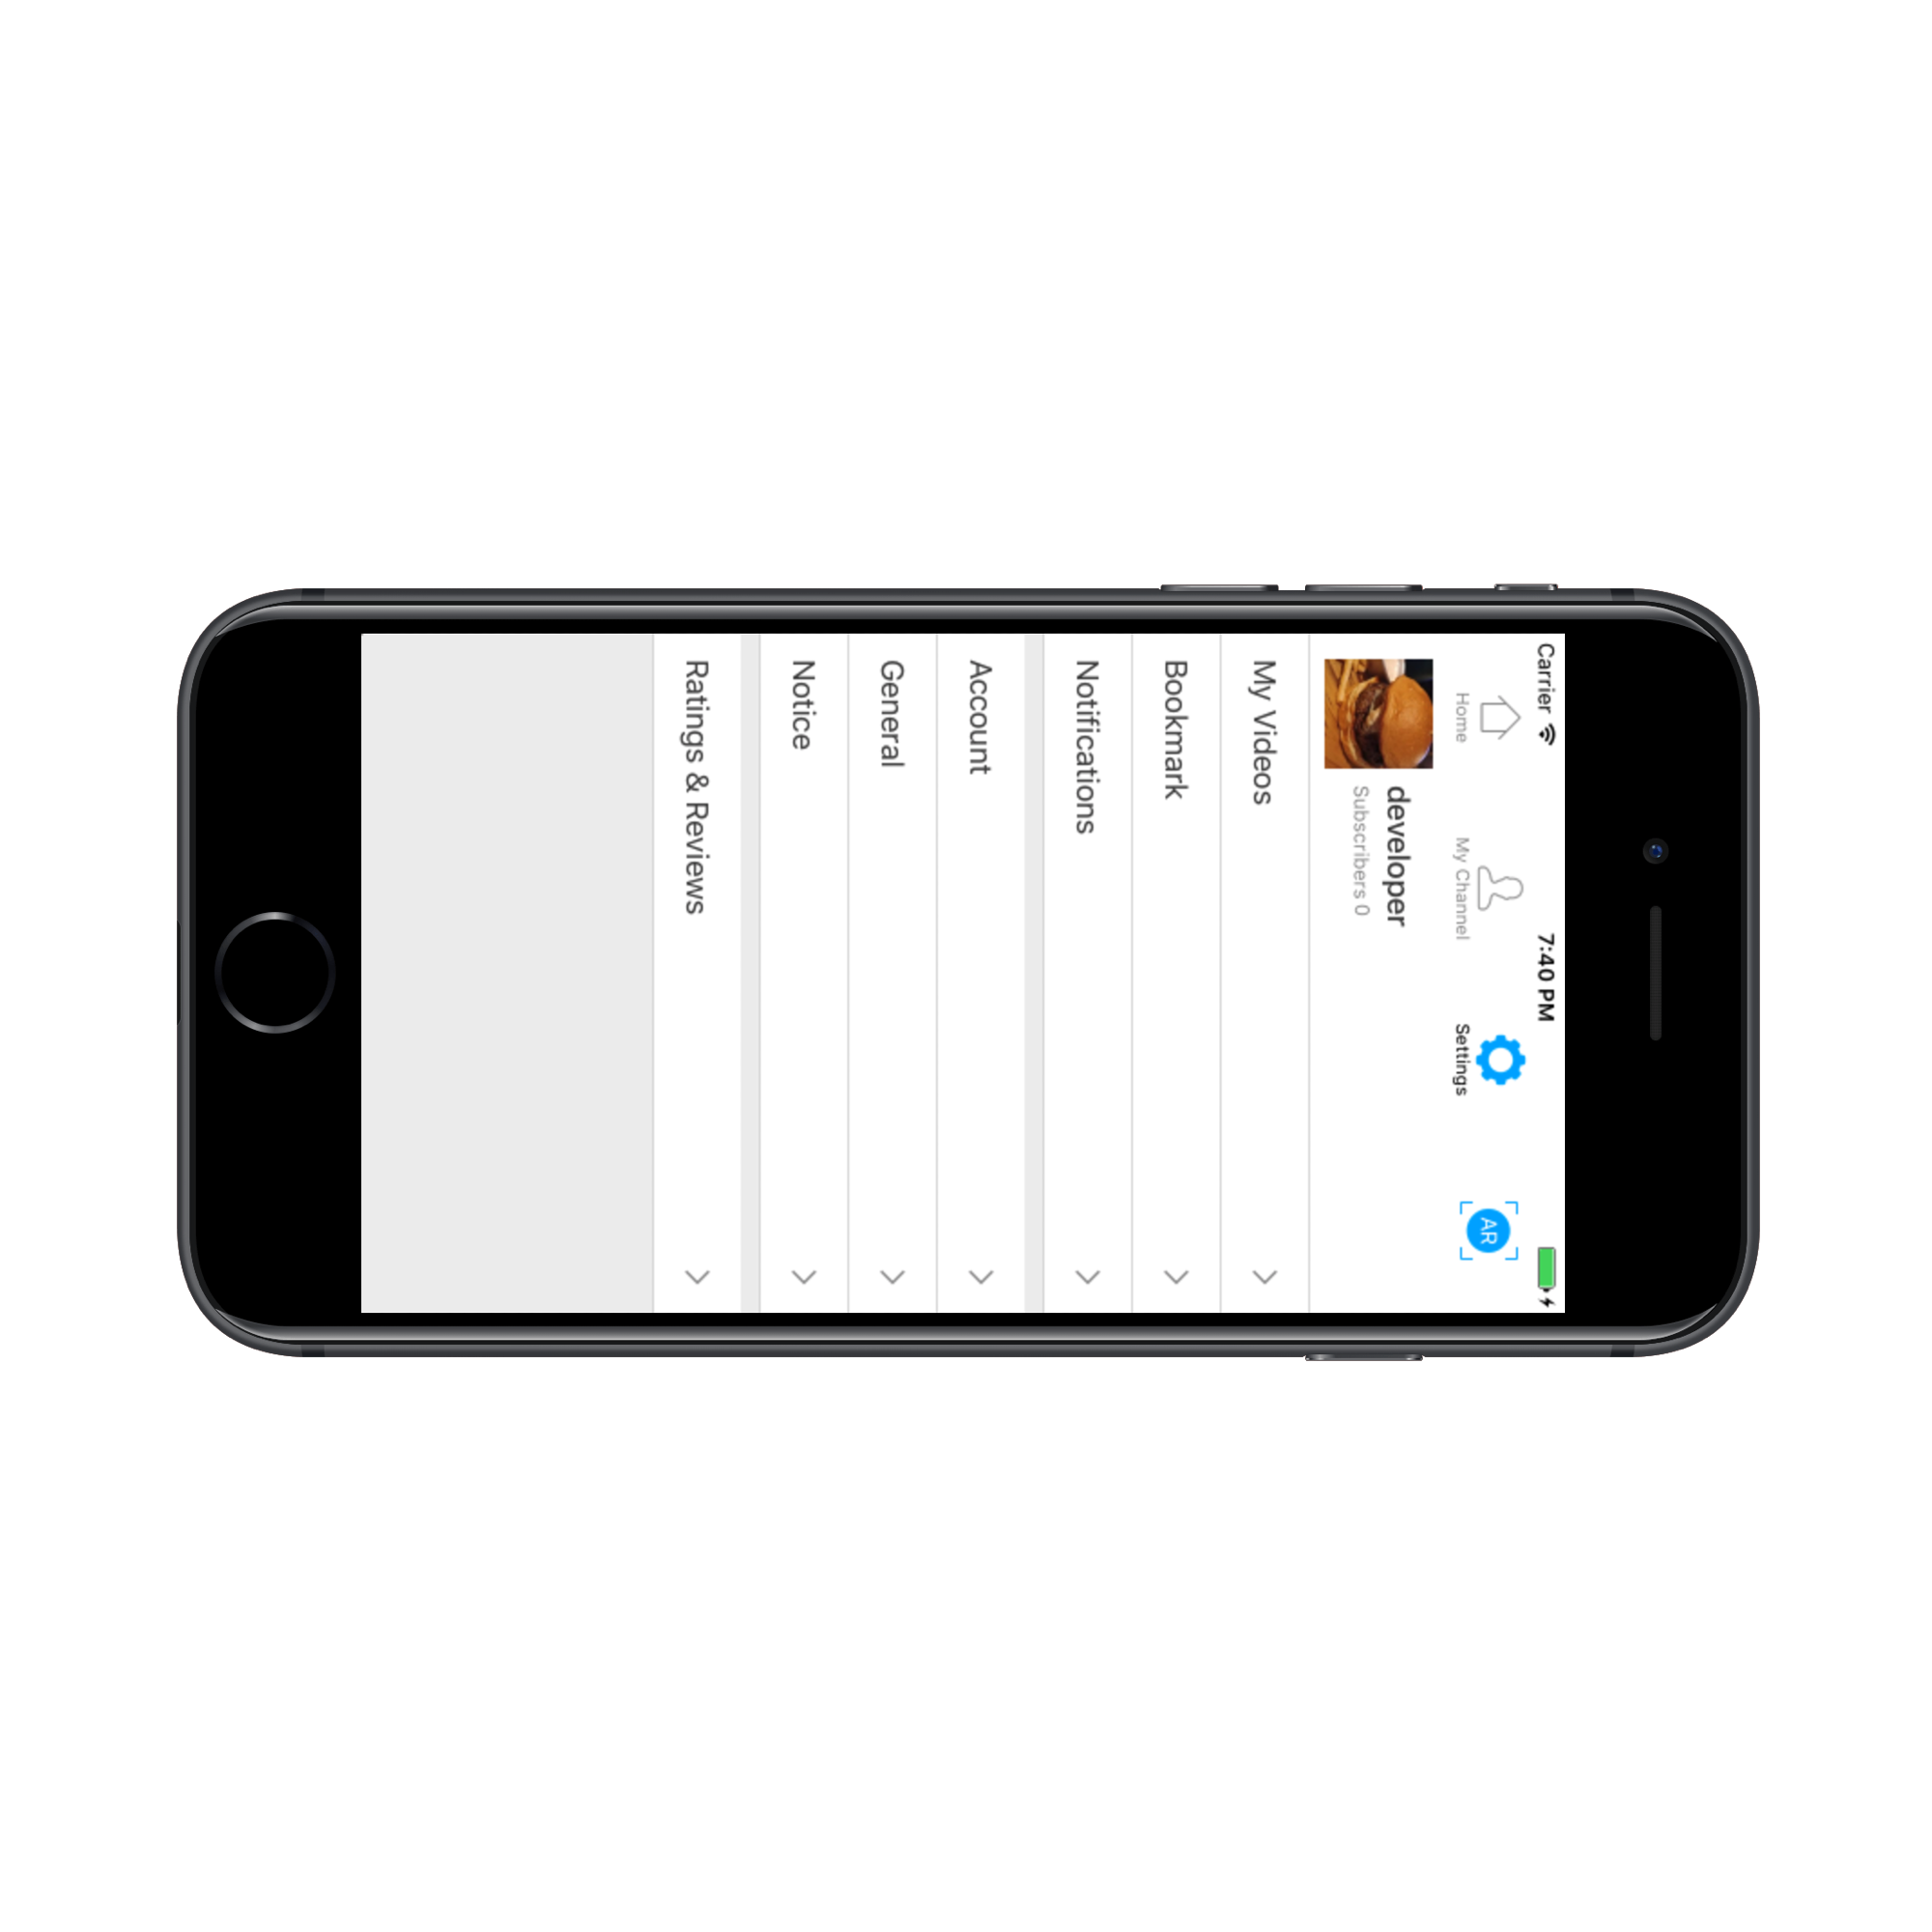 Carrier 7:40 PM
AR
Home My Channel Settings
developer
Subscribers 0
My Videos
Bookmark
Notifications
Account
General
Notice
Ratings & Reviews